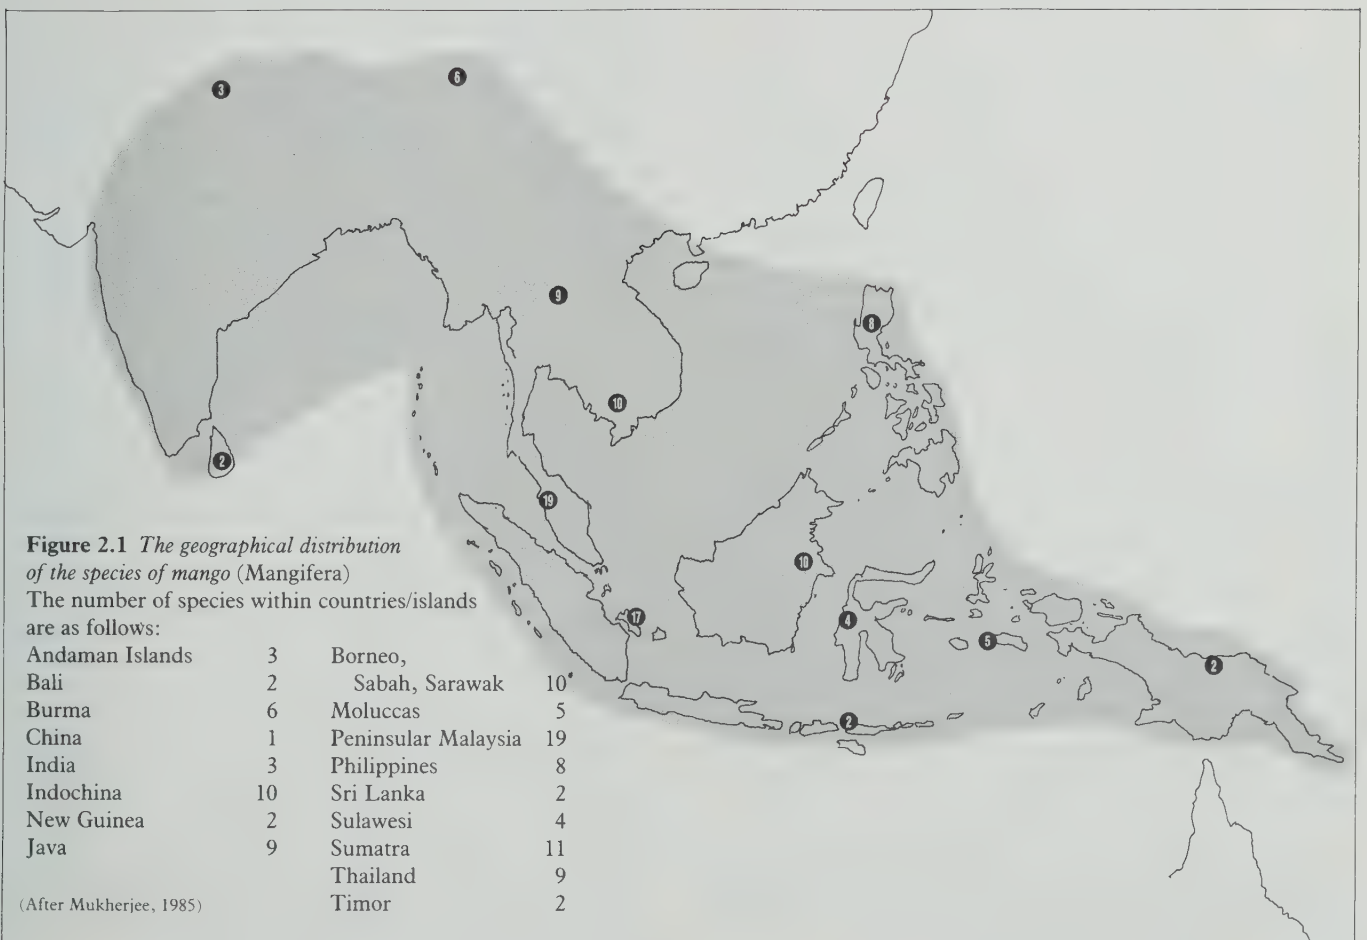 3
6
9
8
10
2
19
10
17
4
5
2
2
Figure 2.1 The geographical distribution
of the species of mango (Mangifera)
The number of species within countries/islands
are as follows:
Andaman Islands 3
Bali 2
Burma 6
China 1
India 3
Indochina 10
New Guinea 2
Java 9
Borneo,
Sabah, Sarawak 10
Moluccas 5
Peninsular Malaysia 19
Philippines 8
Sri Lanka 2
Sulawesi 4
Sumatra 11
Thailand 9
Timor 2
(After Mukherjee, 1985)